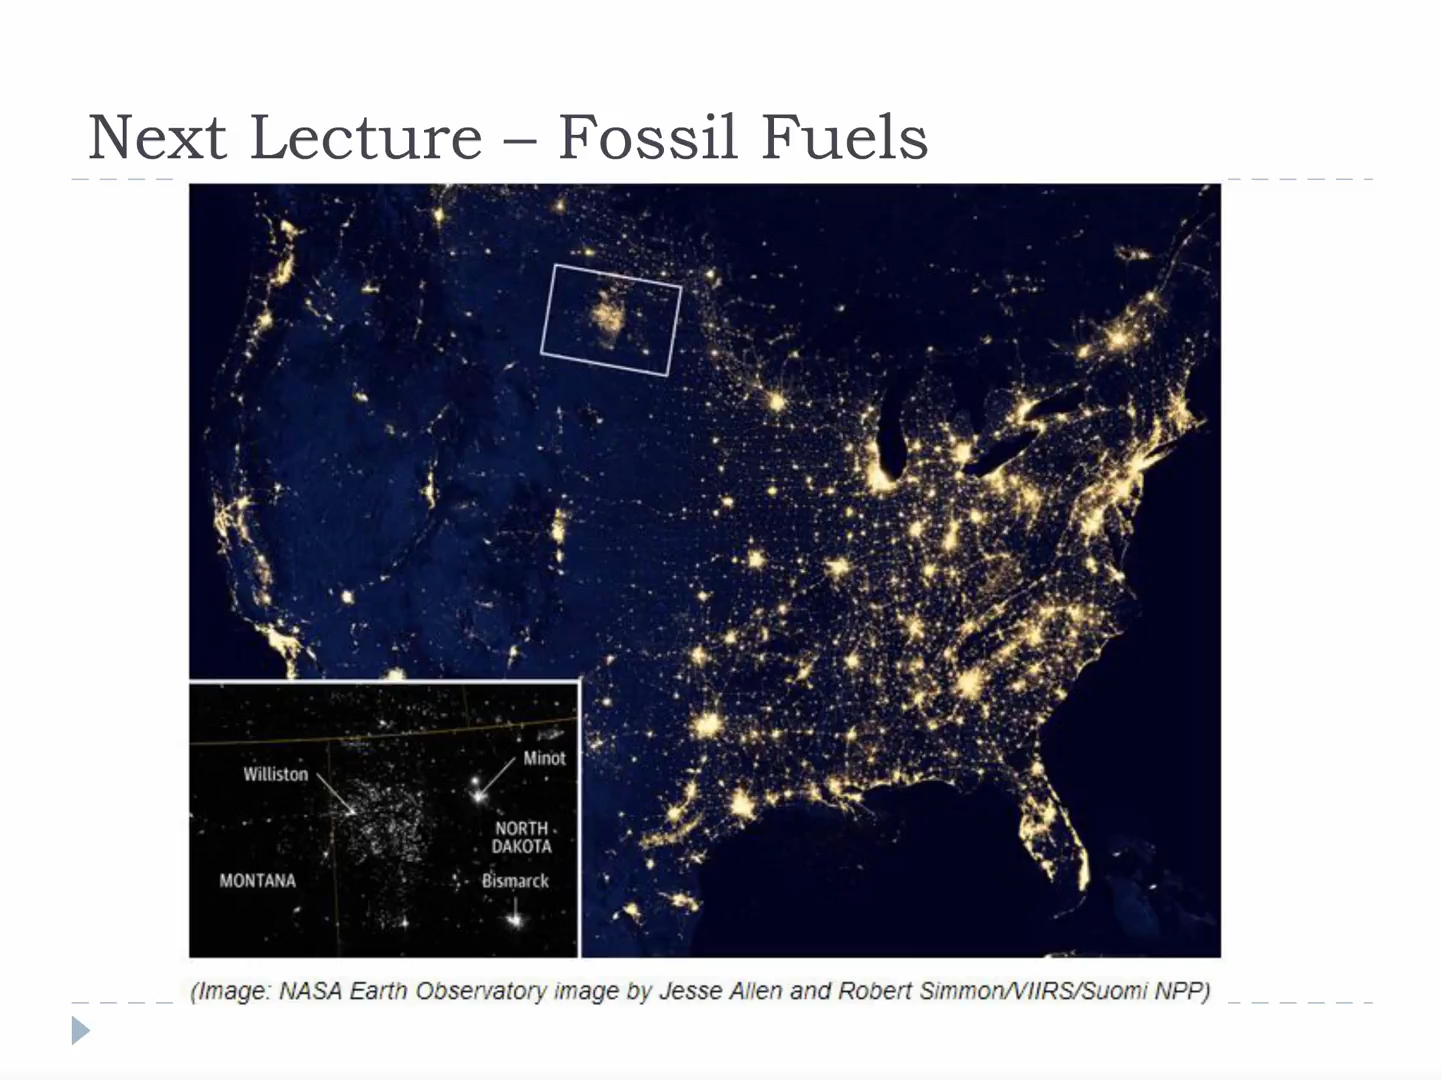 Next Lecture – Fossil Fuels
Williston
Minot
NORTH
DAKOTA
MONTANA
Bismarck
(Image: NASA Earth Observatory image by Jesse Allen and Robert Simmon/VIIRS/Suomi NPP)